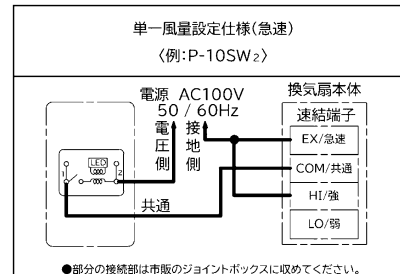 単一風量設定仕様(急速)
〈例:P-10SW₂〉
電源 AC100V
50 / 60Hz
電圧側
接地側
換気扇本体
速結端子
EX/急速
COM/共通
HI/強
LO/弱
LED
1
2
共通
●部分の接続部は市販のジョイントボックスに収めてください。